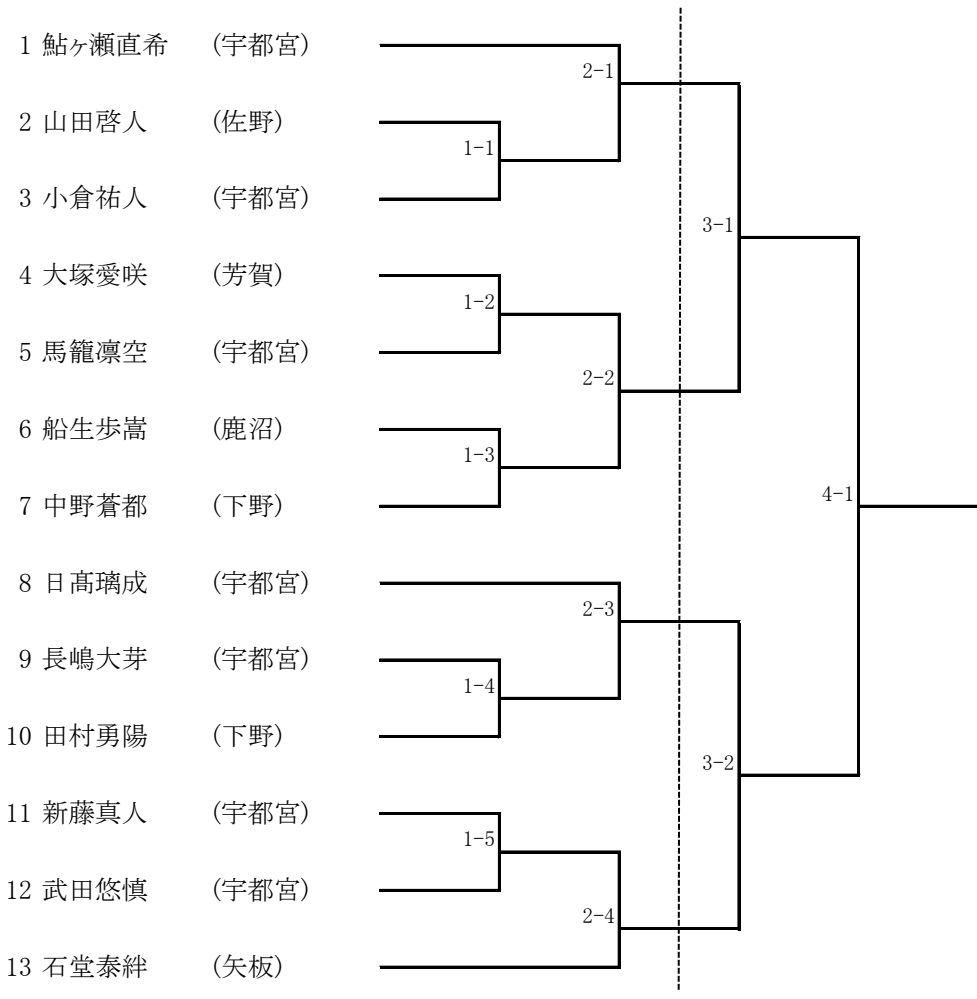 1 鮎ヶ瀬直希 (宇都宮)
2-1
2 山田啓人 (佐野)
1-1
3 小倉祐人 (宇都宮)
3-1
4 大塚愛咲 (芳賀)
1-2
5 馬籠凛空 (宇都宮)
2-2
6 船生歩嵩 (鹿沼)
1-3
7 中野蒼都 (下野)
4-1
8 日髙璃成 (宇都宮)
2-3
9 長嶋大芽 (宇都宮)
1-4
10 田村勇陽 (下野)
3-2
11 新藤真人 (宇都宮)
1-5
12 武田悠慎 (宇都宮)
2-4
13 石堂泰絆 (矢板)